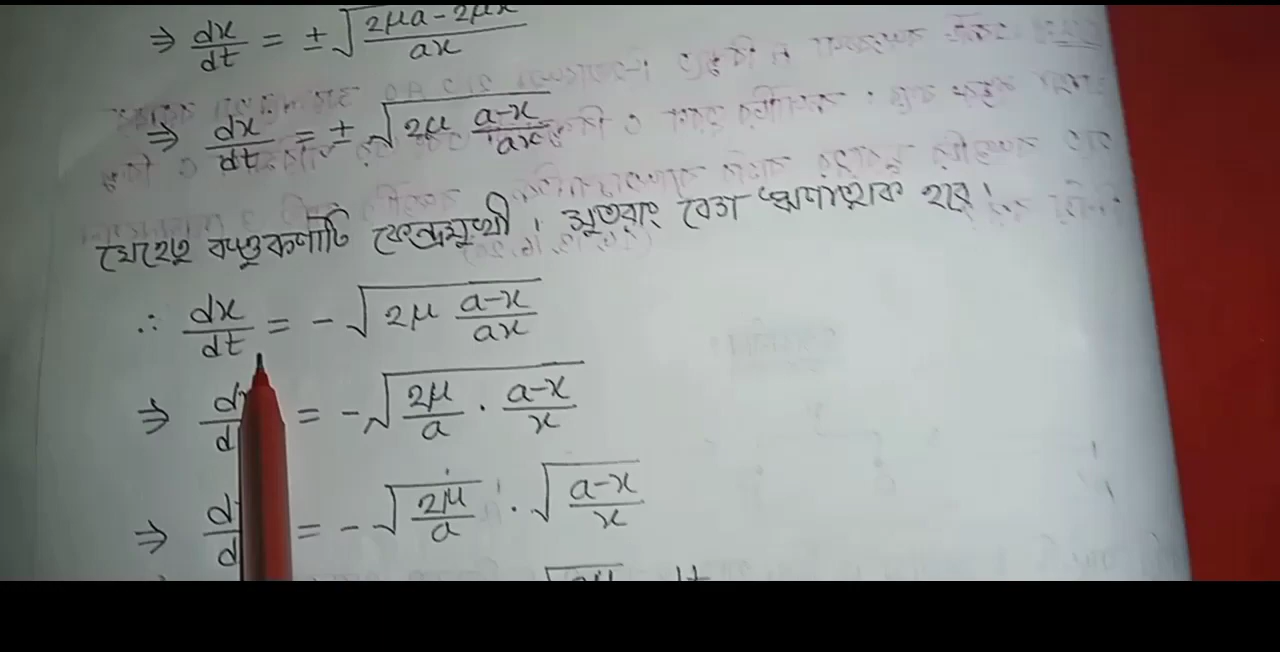 ⇒ dx/dt = ± √((2μa - 2μx)/ax)
⇒ dx/dt = ± √(2μ (a-x)/ax)
যেহেতু বস্তুকণাটি কেন্দ্রমুখী। সুতরাং বেগ ঋণাত্মক হবে।
∴ dx/dt = - √(2μ (a-x)/ax)
⇒ = - √(2μ/a · (a-x)/x)
⇒ = - √(2μ/a) · √((a-x)/x)